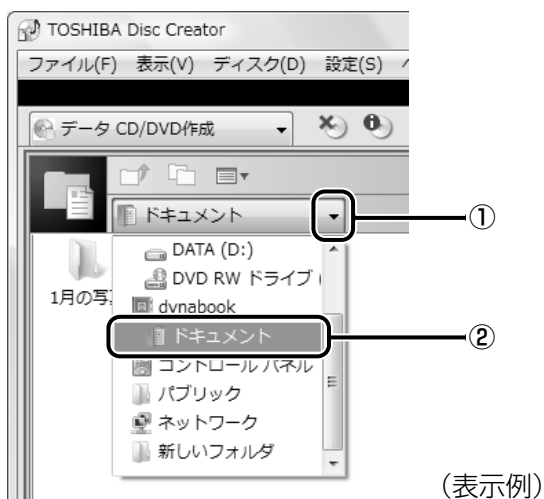 TOSHIBA Disc Creator
ファイル(F) 表示(V) ディスク(D) 設定(S)
データ CD/DVD作成
ドキュメント
①
DATA (D:)
DVD RW ドライブ (
1月の写
dynabook
ドキュメント
②
コントロール パネル
パブリック
ネットワーク
新しいフォルダ
(表示例)